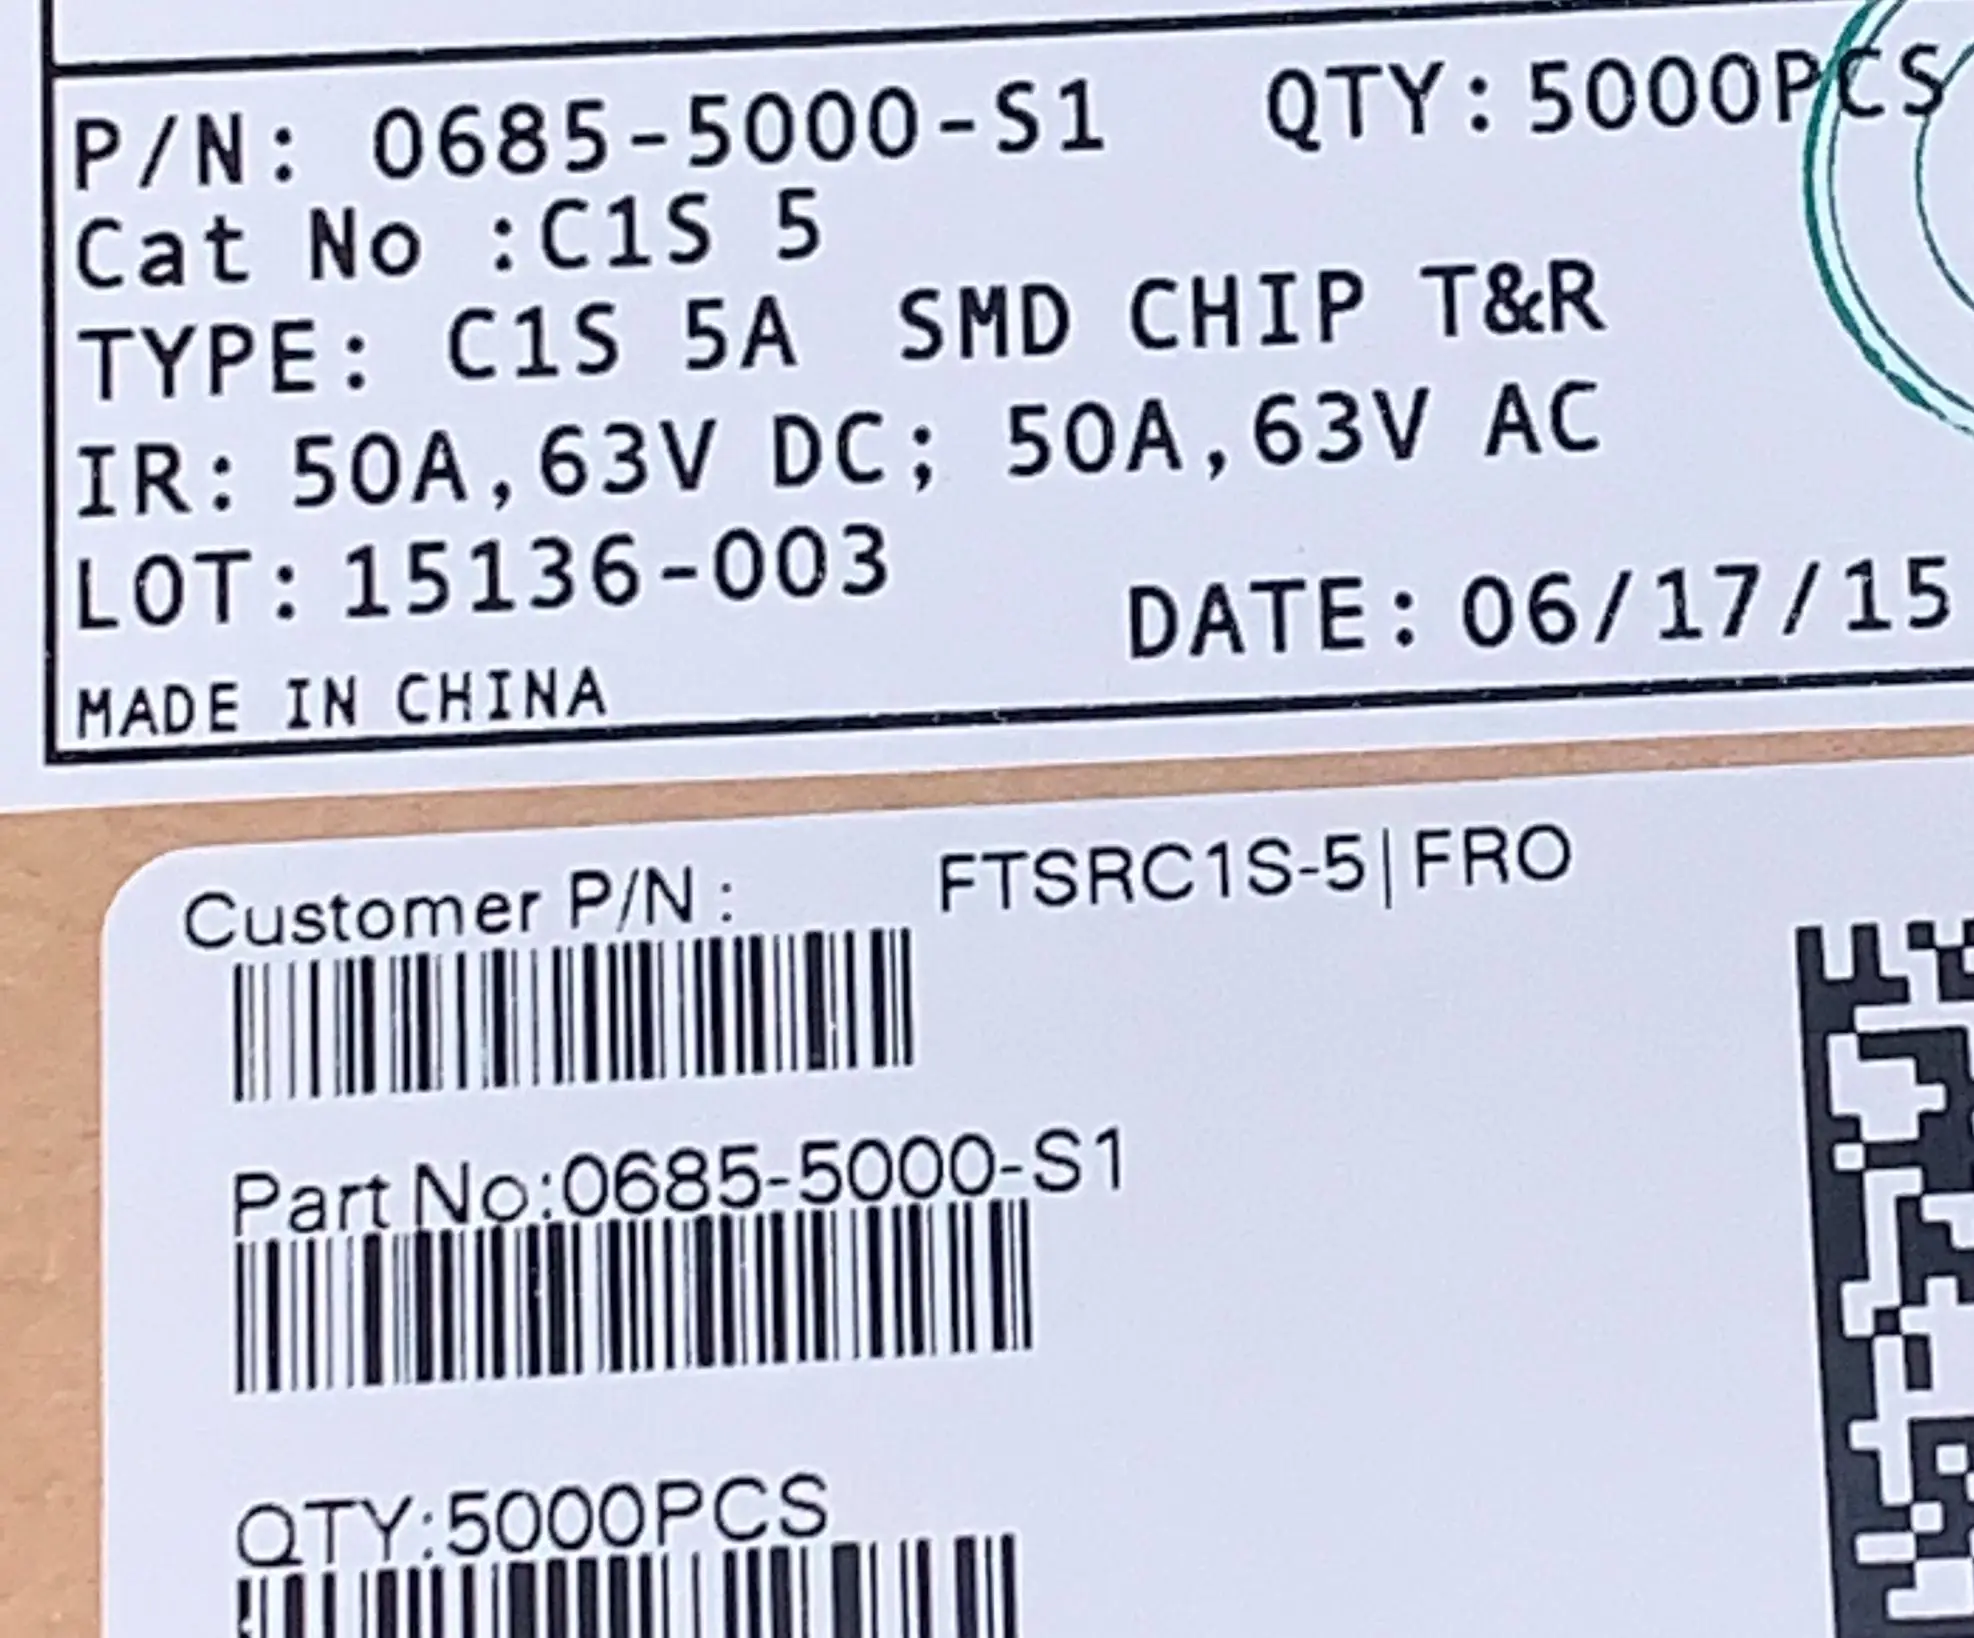 P/N: 0685-5000-S1 QTY:5000PCS
Cat No :C1S 5
TYPE: C1S 5A SMD CHIP T&R
IR: 50A,63V DC; 50A,63V AC
LOT: 15136-003 DATE: 06/17/15
MADE IN CHINA
Customer P/N : FTSRC1S-5|FRO
Part No:0685-5000-S1
QTY:5000PCS